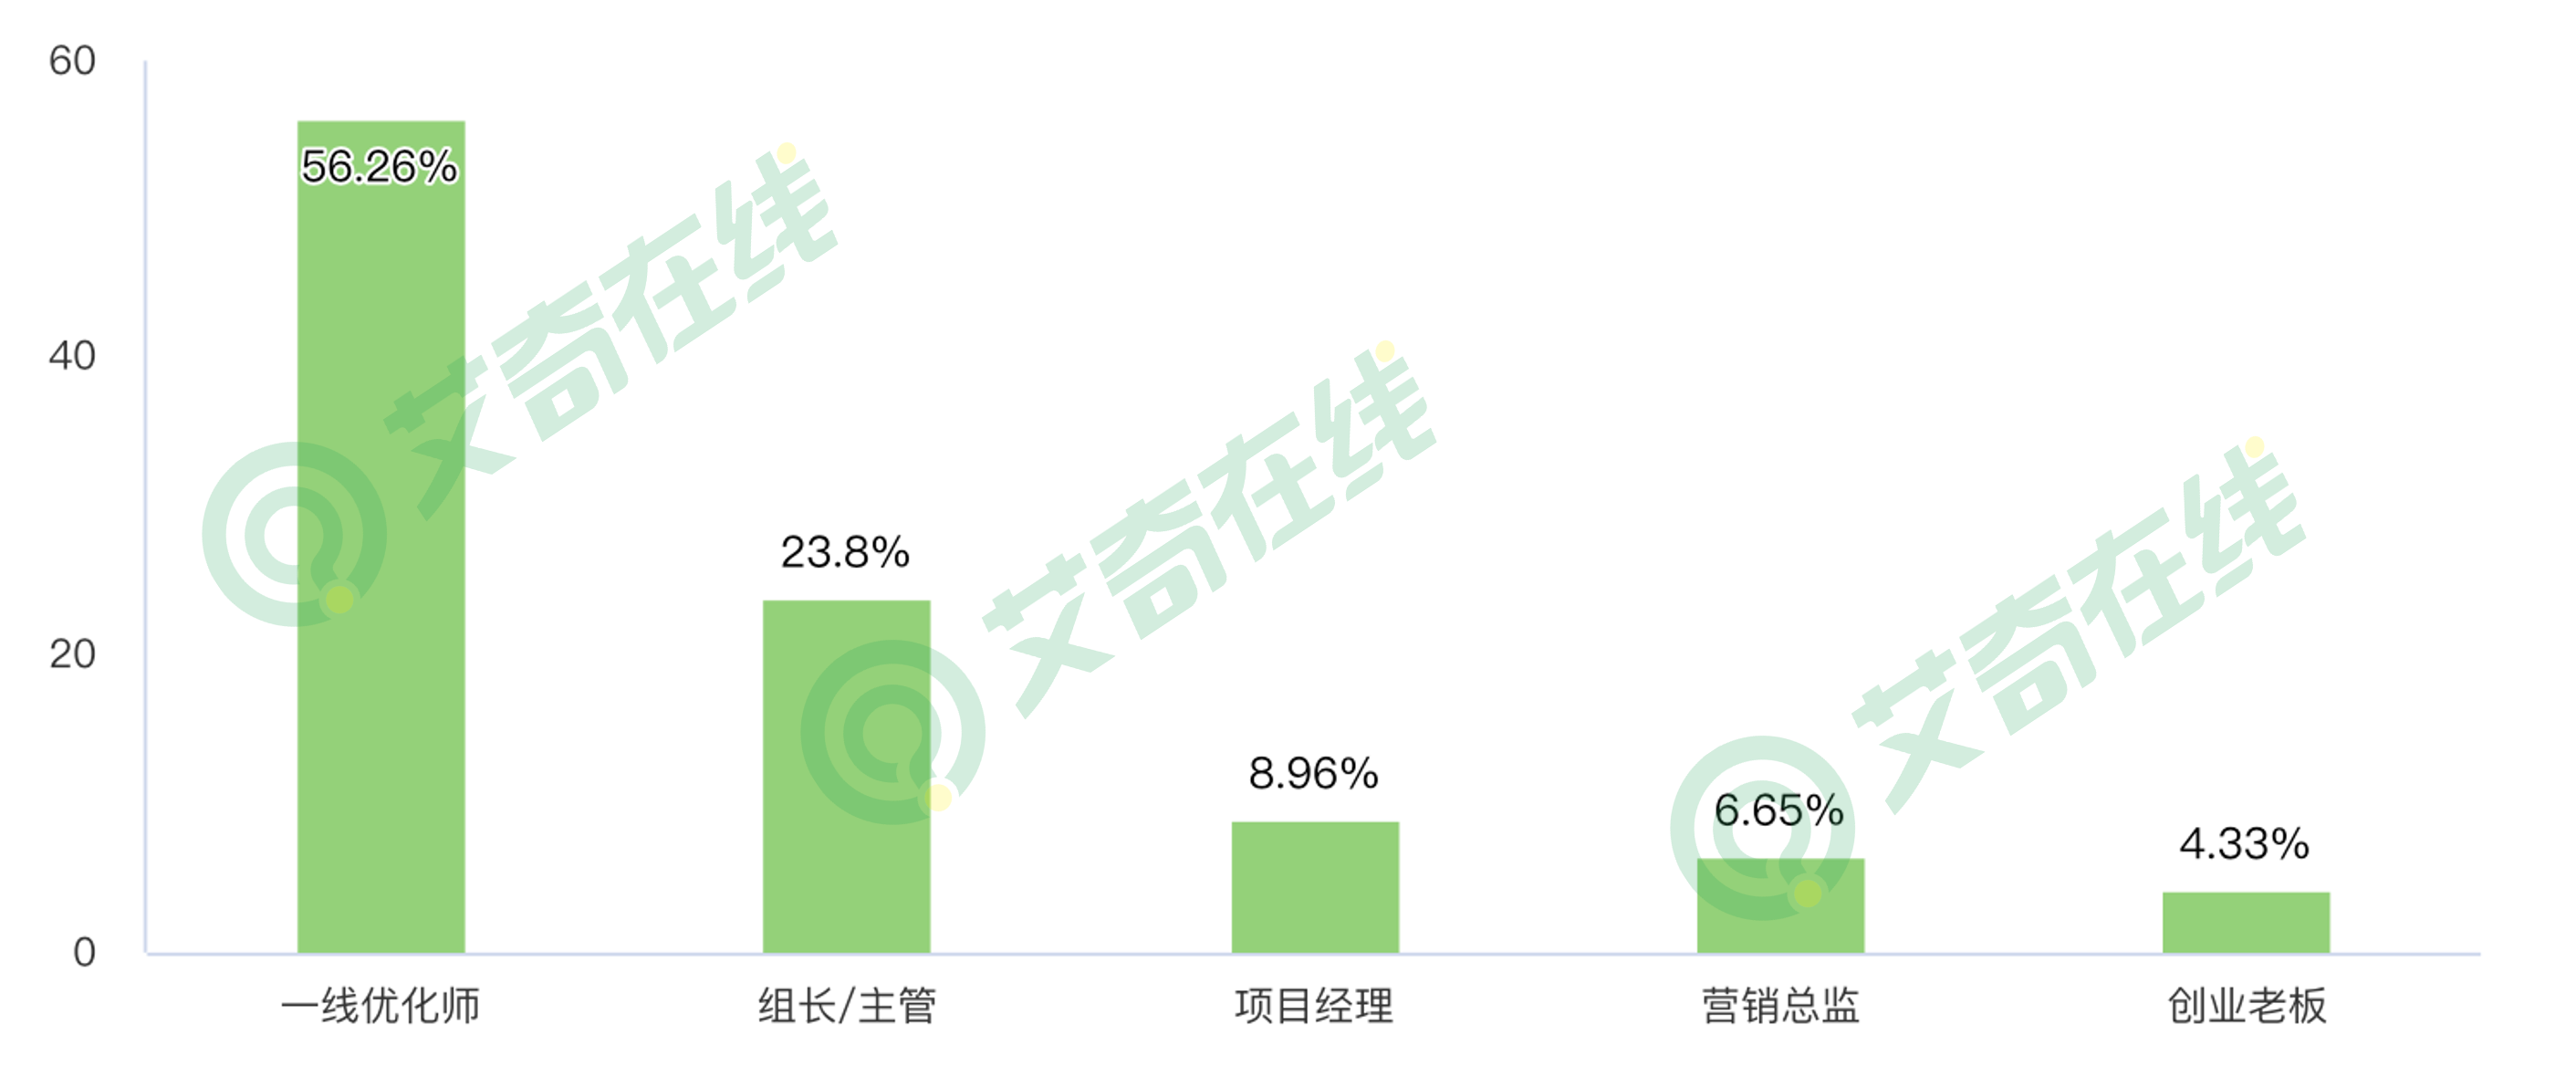 60
56.26%
艾奇在线
40
艾奇在线
23.8%
艾奇在线
20
8.96%
6.65%
4.33%
0
一线优化师
组长/主管
项目经理
营销总监
创业老板